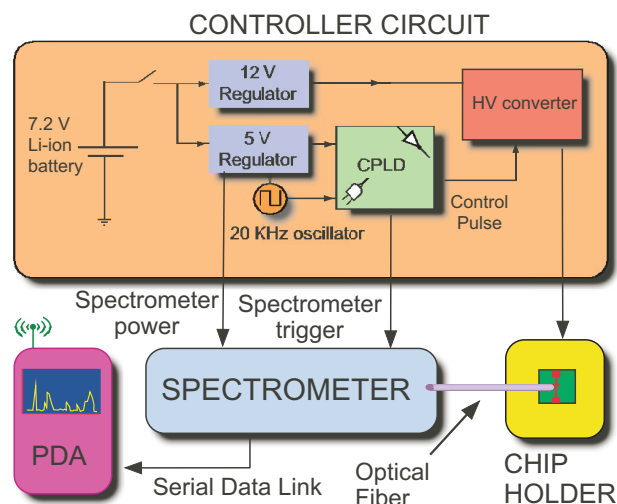 CONTROLLER CIRCUIT
12 V
Regulator
HV converter
7.2 V
Li-ion
battery
5 V
Regulator
CPLD
Control
Pulse
20 KHz oscillator
Spectrometer
power
Spectrometer
trigger
SPECTROMETER
PDA
Serial Data Link
Optical
Fiber
CHIP
HOLDER